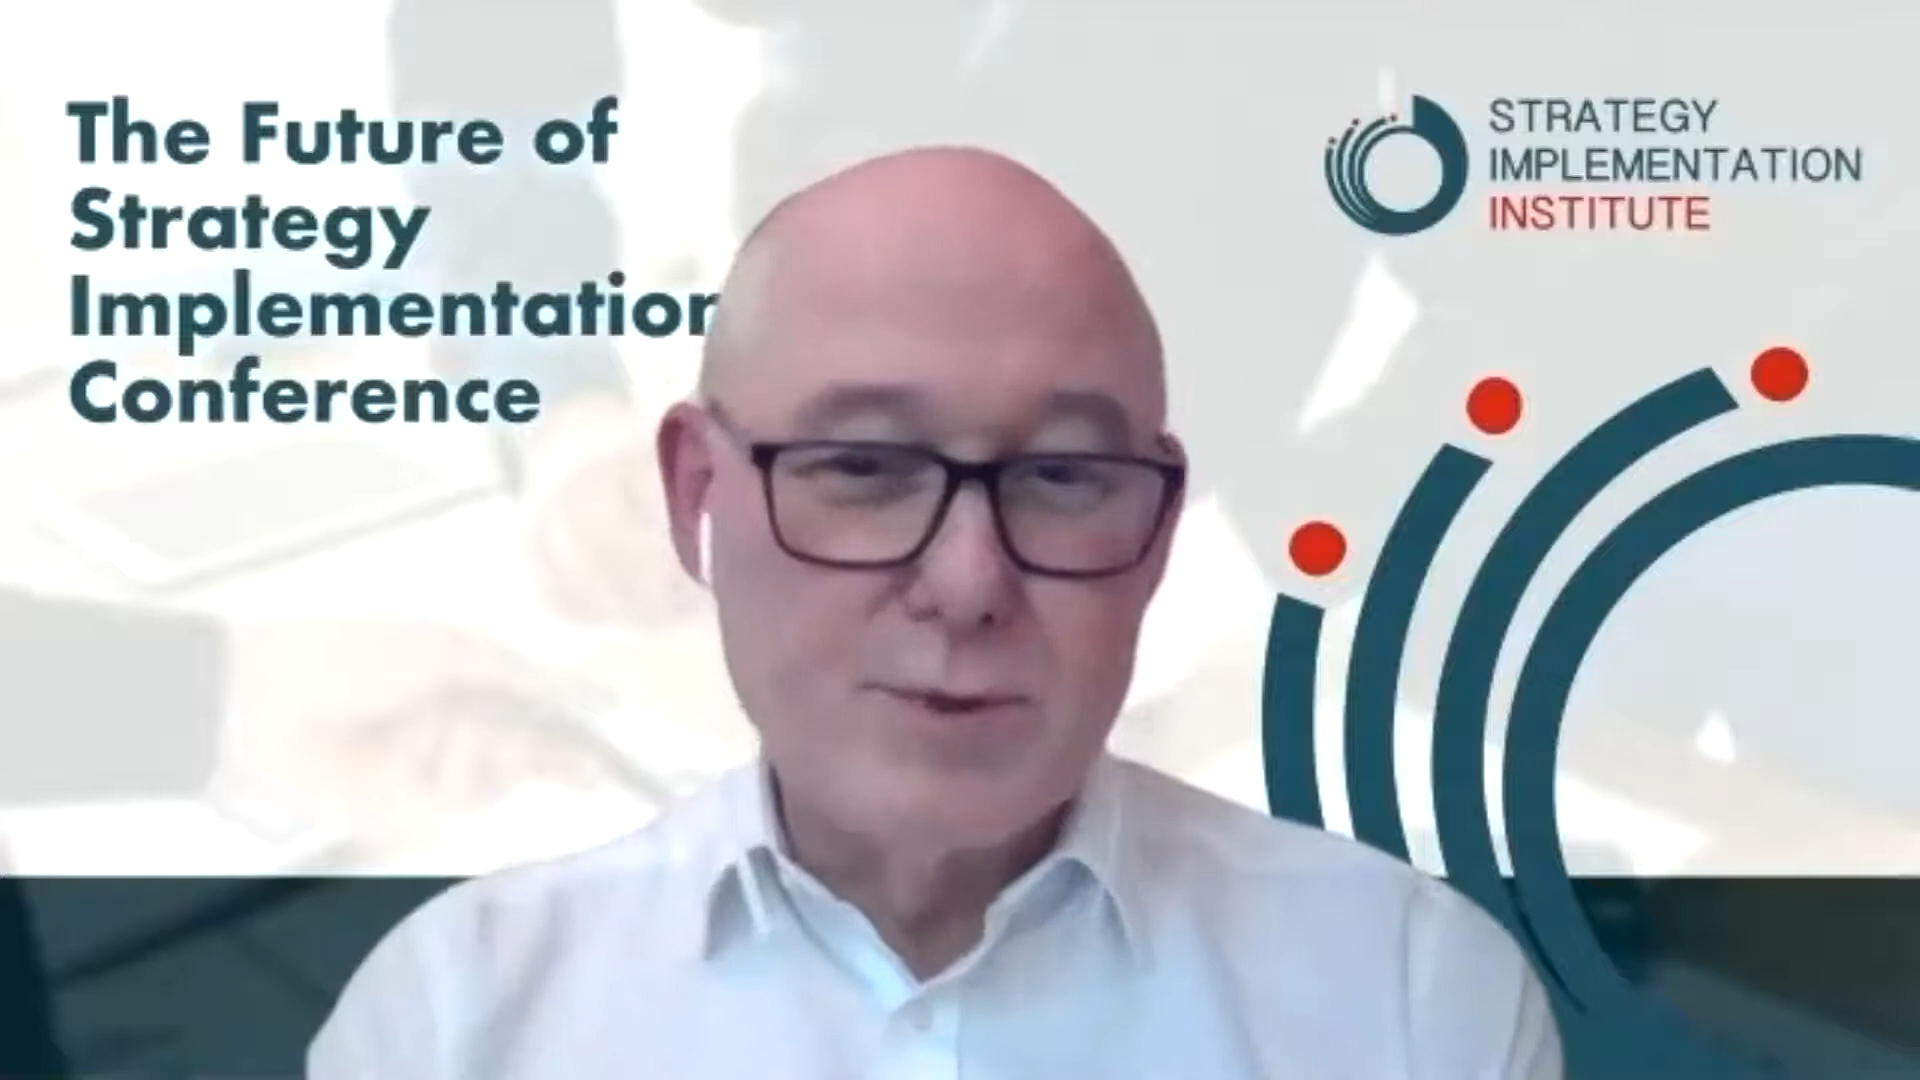 The Future of
Strategy
Implementation
Conference
STRATEGY
IMPLEMENTATION
INSTITUTE